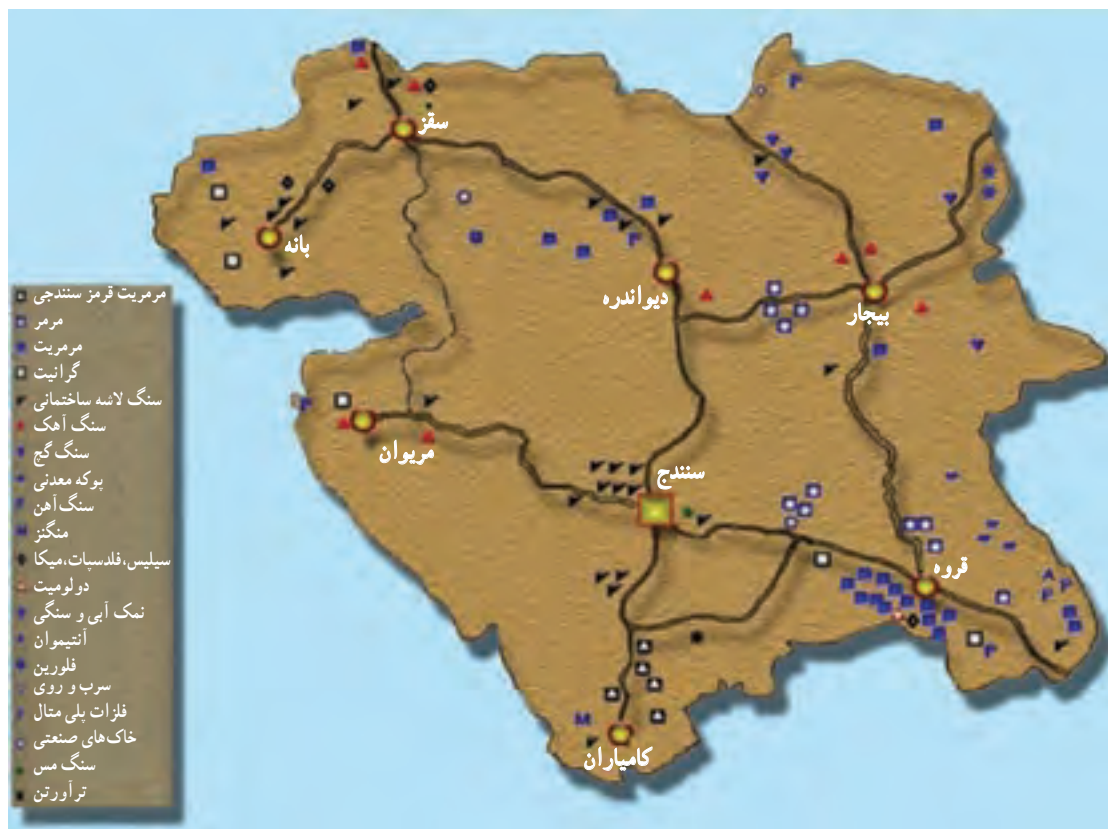 سقز
بانه
دیواندره
بیجار
مریوان
سنندج
قروه
کامیاران
مرمریت قرمز سنندجی
مرمر
مرمریت
گرانیت
سنگ لاشه ساختمانی
سنگ آهک
سنگ گچ
پوکه معدنی
سنگ آهن
منگنز
سیلیس،فلدسپات،میکا
دولومیت
نمک آبی و سنگی
آنتیموان
فلورین
سرب و روی
فلزات پلی متال
خاک‌های صنعتی
سنگ مس
تراورتن